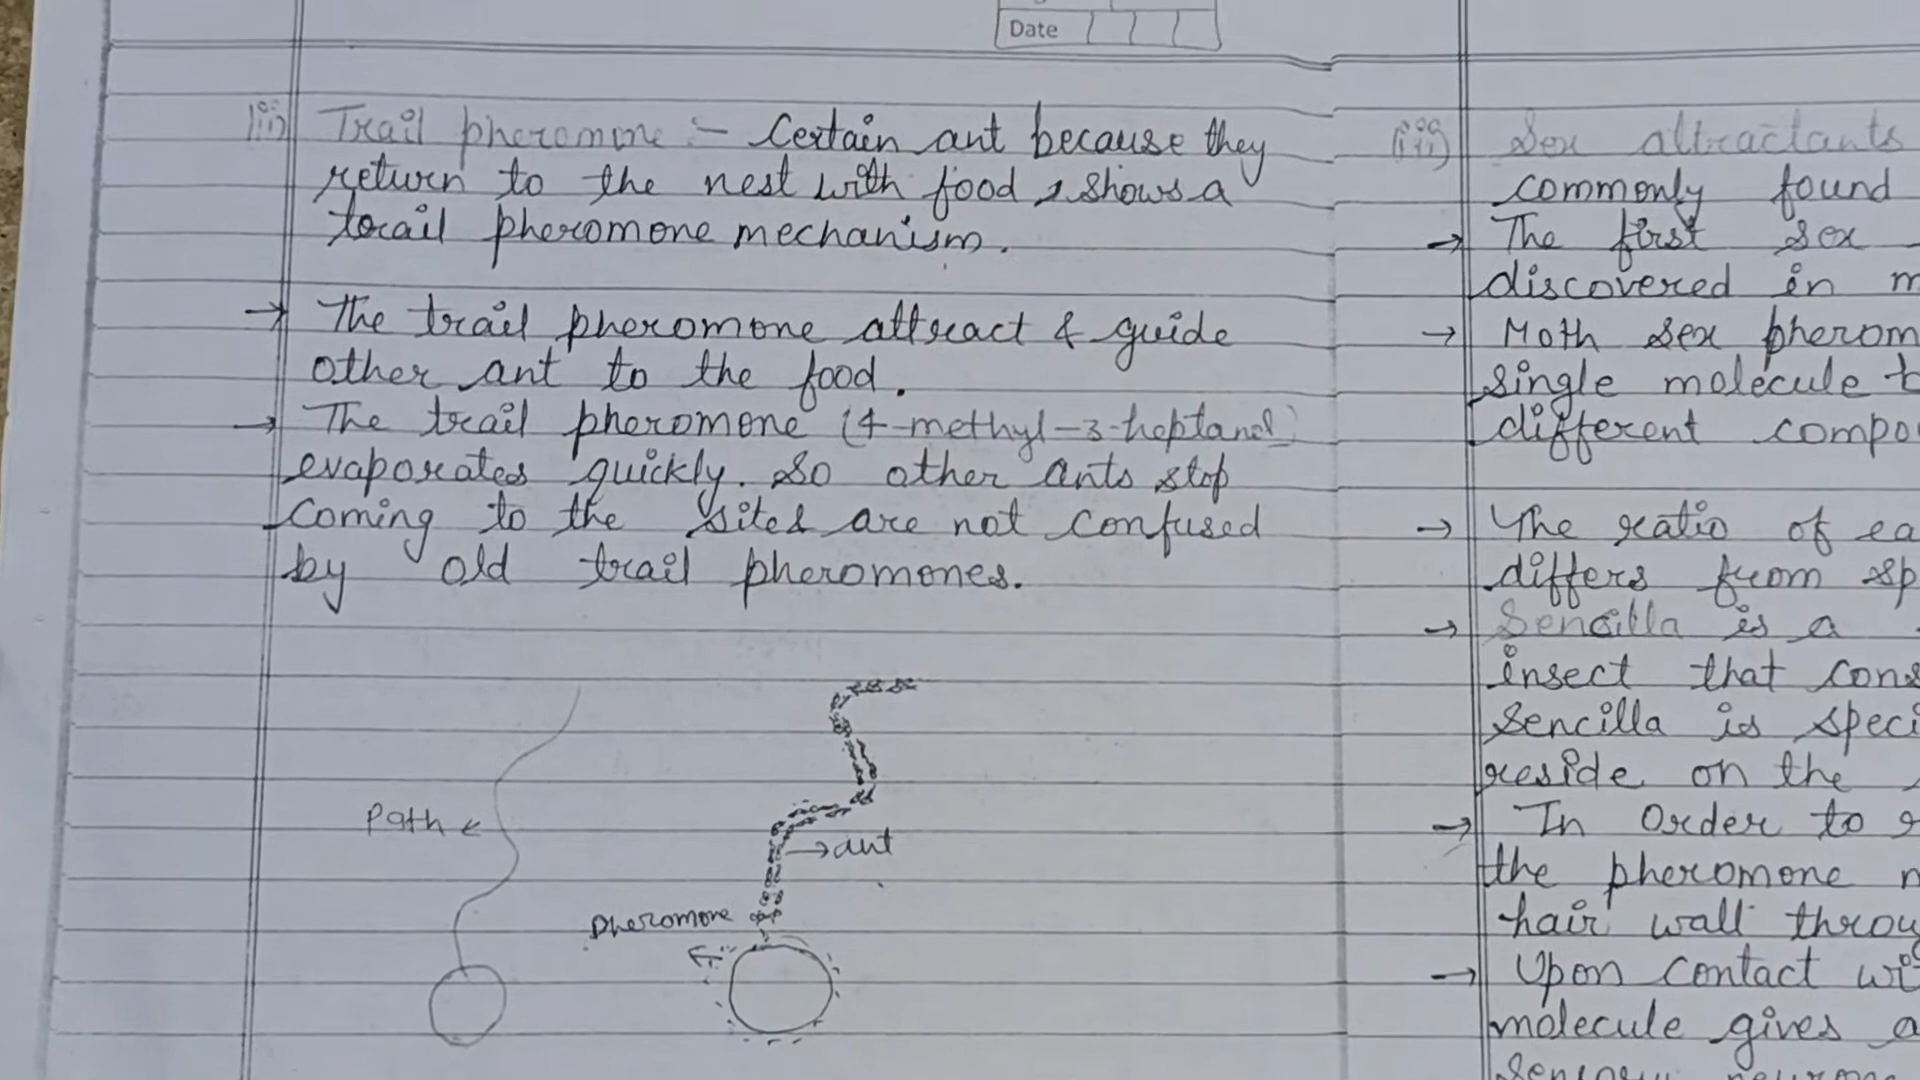 Date
(ii) Trail pheromone :- Certain ant because they
return to the nest with food & shows a
trail pheromone mechanism.
→ The trail pheromone attract & guide
other ant to the food.
→ The trail pheromone (4-methyl-3-heptanol)
evaporates quickly. So other ants stop
coming to the sites are not confused
by old trail pheromones.
Path
ant
Pheromone
(iii) Sex attractants
commonly found
→ The first sex
discovered in m
→ Moth sex pherom
single molecule t
different compo
→ The ratio of ea
differs from sp
→ Sencilla is a
insect that cons
Sencilla is speci
reside on the
→ In order to r
the pheromone m
hair wall throu
→ Upon contact wi
molecule gives a